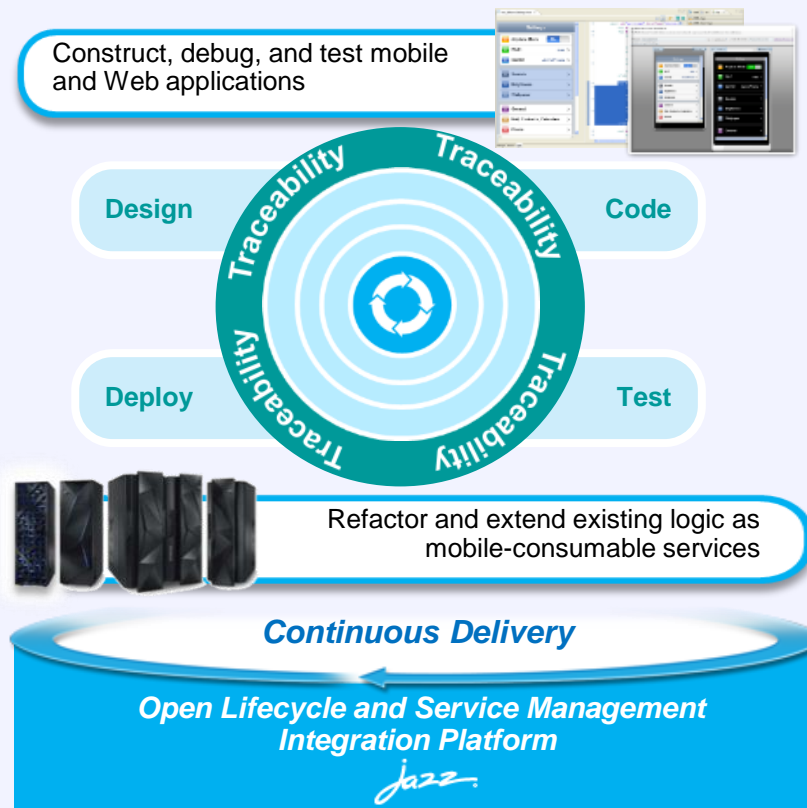 Construct, debug, and test mobile
and Web applications
Traceability
Traceability
Design
Code
Deploy
Test
Traceability
Traceability
Refactor and extend existing logic as
mobile-consumable services
Continuous Delivery
Open Lifecycle and Service Management
Integration Platform
jazz